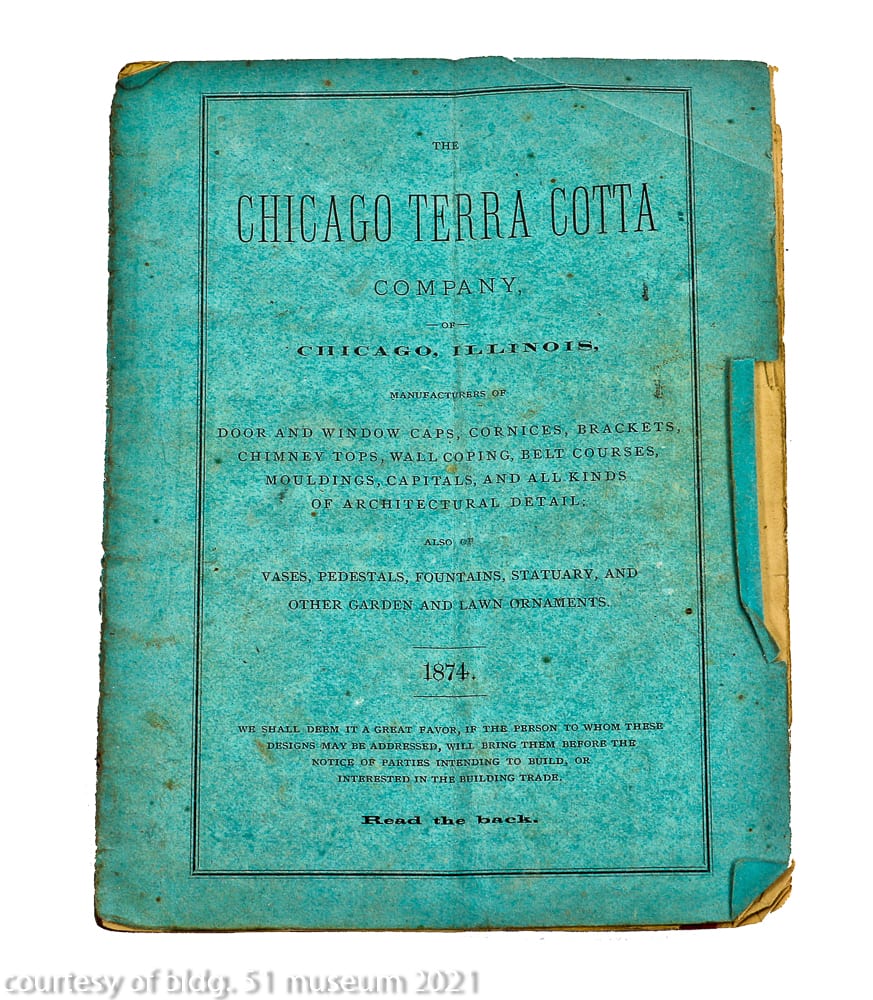 THE
CHICAGO TERRA COTTA
COMPANY,
—OF—
CHICAGO, ILLINOIS,
MANUFACTURERS OF
DOOR AND WINDOW CAPS, CORNICES, BRACKETS,
CHIMNEY TOPS, WALL COPING, BELT COURSES,
MOULDINGS, CAPITALS, AND ALL KINDS
OF ARCHITECTURAL DETAIL;
ALSO OF
VASES, PEDESTALS, FOUNTAINS, STATUARY, AND
OTHER GARDEN AND LAWN ORNAMENTS.
1874.
WE SHALL DEEM IT A GREAT FAVOR, IF THE PERSON TO WHOM THESE
DESIGNS MAY BE ADDRESSED, WILL BRING THEM BEFORE THE
NOTICE OF PARTIES INTENDING TO BUILD, OR
INTERESTED IN THE BUILDING TRADE.
Read the back.
courtesy of bldg. 51 museum 2021